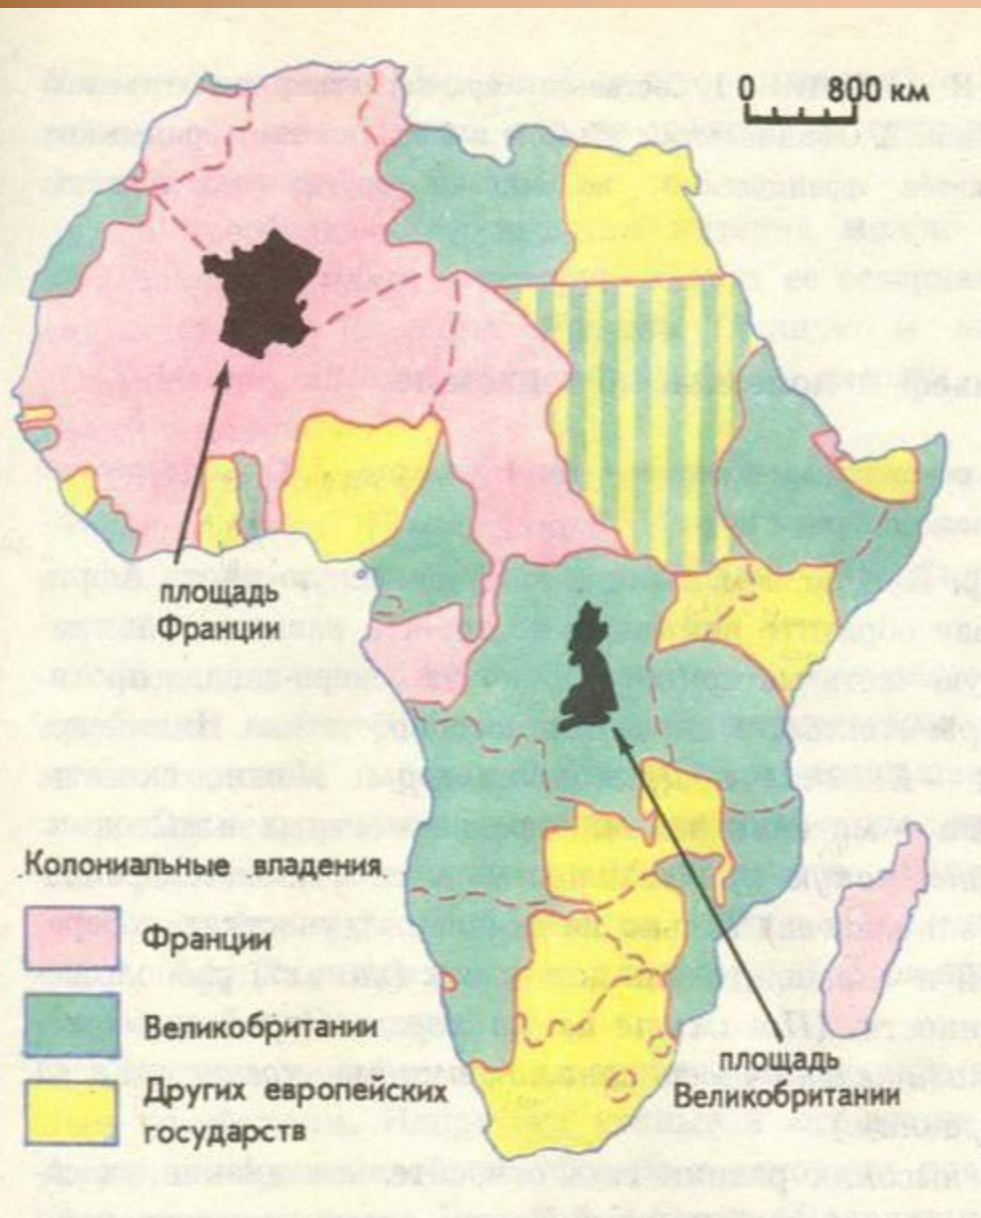 0 800 км
площадь
Франции
Колониальные владения
Франции
Великобритании
Других европейских
государств
площадь
Великобритании